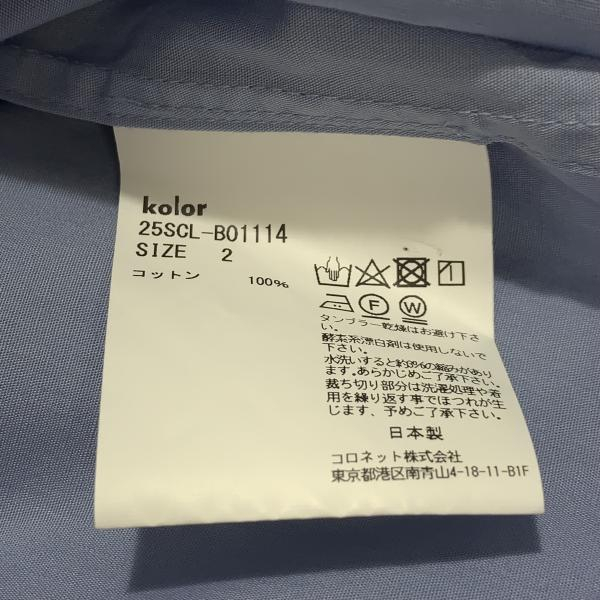 kolor
25SCL-B01114
SIZE 2
コットン 100%
F W
タンブラー乾燥はお避け下さ
い。
酵素系漂白剤は使用しないで
下さい。
水洗いすると約3%の縮みがあり
ます。あらかじめご了承下さい。
裁ち切り部分は洗濯処理や着
用を繰り返す事でほつれが生
じます、予めご了承下さい。
日本製
コロネット株式会社
東京都港区南青山4-18-11-B1F